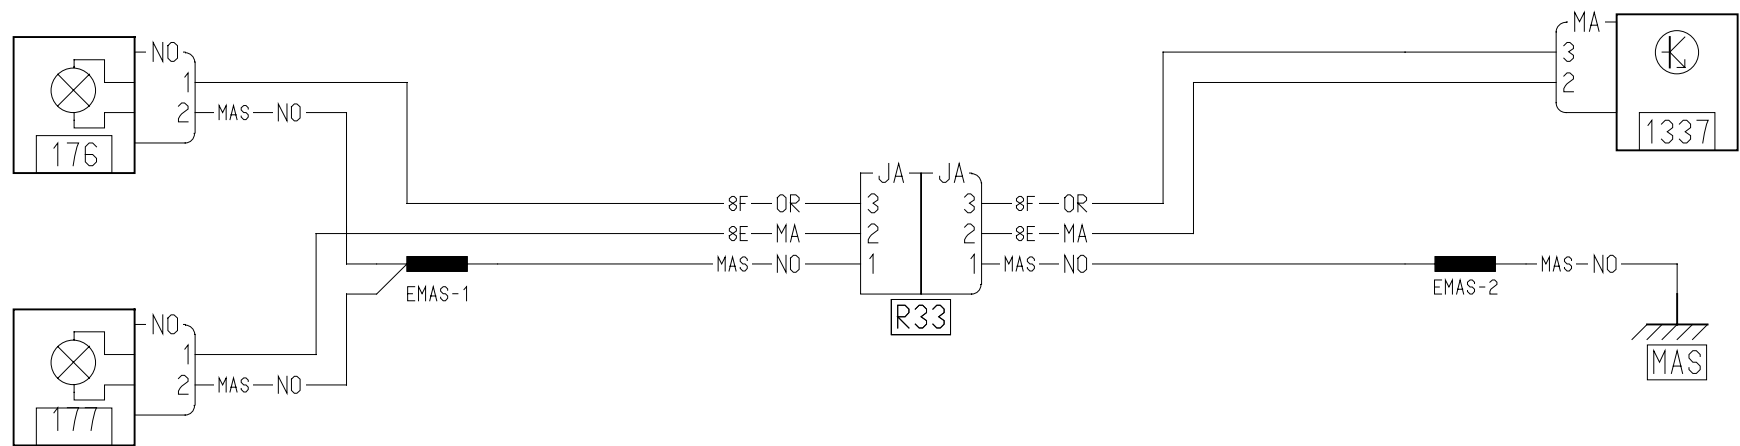 MA
NO
3
1
2
2 MAS NO
1337
176
JA JA
8F OR 3 3 8F OR
8E MA 2 2 8E MA
MAS NO 1 1 MAS NO
MAS NO
EMAS-1
EMAS-2
R33
NO
1
MAS
2 MAS NO
177